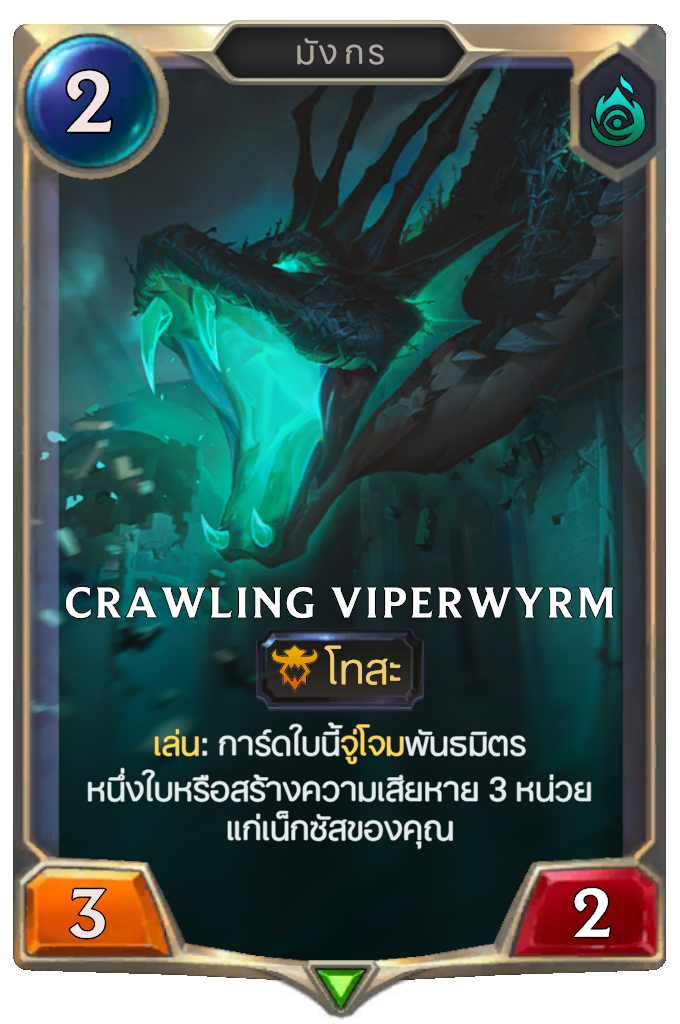 2
มังกร
CRAWLING VIPERWYRM
โทสะ
เล่น: การ์ดใบนี้จู่โจมพันธมิตร
หนึ่งใบหรือสร้างความเสียหาย 3 หน่วย
แก่เน็กซัสของคุณ
3
2